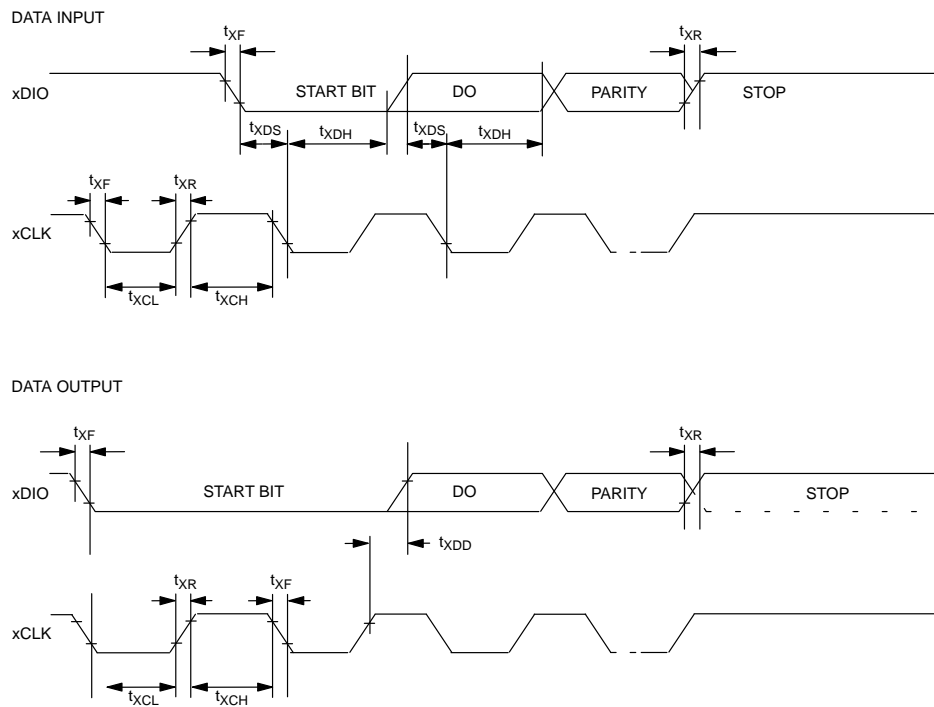 DATA INPUT
tXF
tXR
xDIO
START BIT
DO
PARITY
STOP
tXDS
tXDH
tXDS
tXDH
tXF
tXR
xCLK
tXCL
tXCH
DATA OUTPUT
tXF
tXR
xDIO
START BIT
DO
PARITY
STOP
tXDD
tXR
tXF
xCLK
tXCL
tXCH